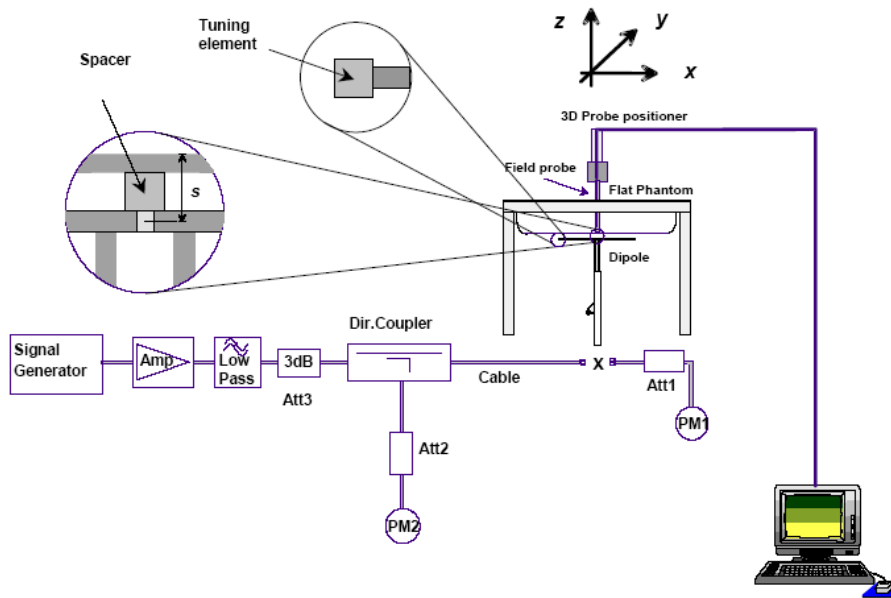 Tuning
element
Spacer
s
z
y
x
3D Probe positioner
Field probe
Flat Phantom
Dipole
Dir.Coupler
Signal
Generator
Amp
Low
Pass
3dB
Att3
Cable
X
Att1
PM1
Att2
PM2